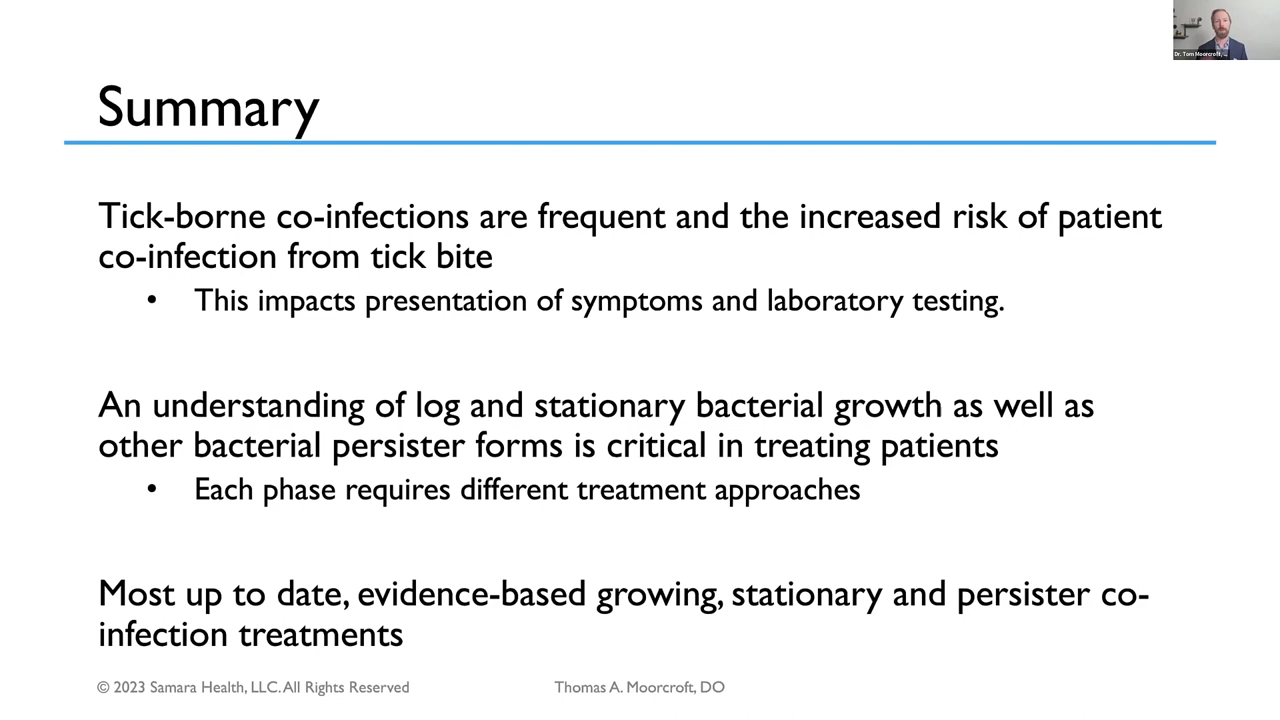 Dr. Tom Moorcroft, ...
Summary
Tick-borne co-infections are frequent and the increased risk of patient
co-infection from tick bite
• This impacts presentation of symptoms and laboratory testing.
An understanding of log and stationary bacterial growth as well as
other bacterial persister forms is critical in treating patients
• Each phase requires different treatment approaches
Most up to date, evidence-based growing, stationary and persister co-
infection treatments
© 2023 Samara Health, LLC. All Rights Reserved
Thomas A. Moorcroft, DO